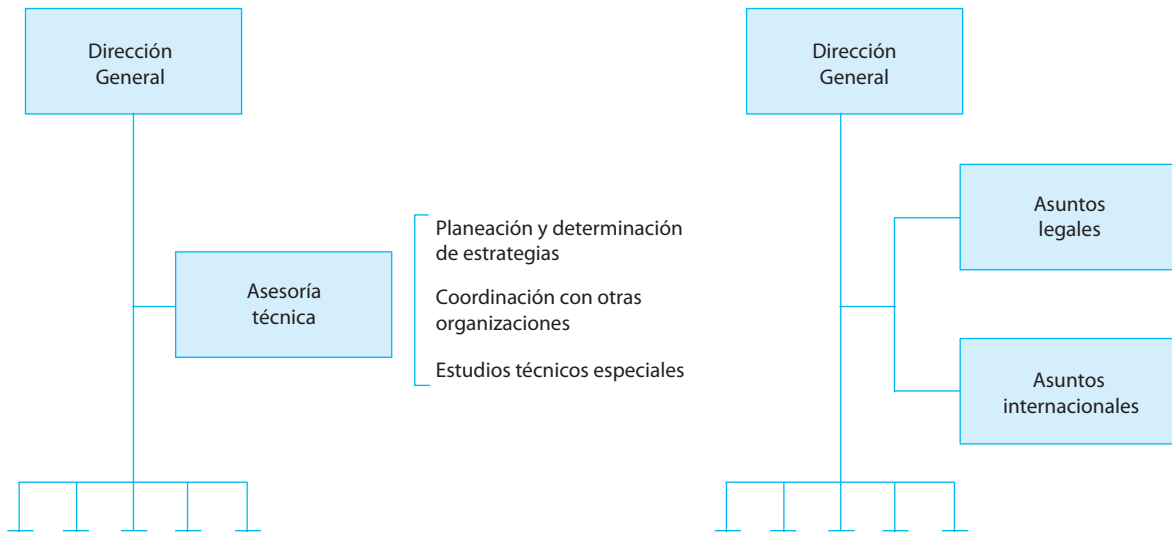 Dirección
General
Asesoría
técnica
Planeación y determinación
de estrategias
Coordinación con otras
organizaciones
Estudios técnicos especiales
Dirección
General
Asuntos
legales
Asuntos
internacionales